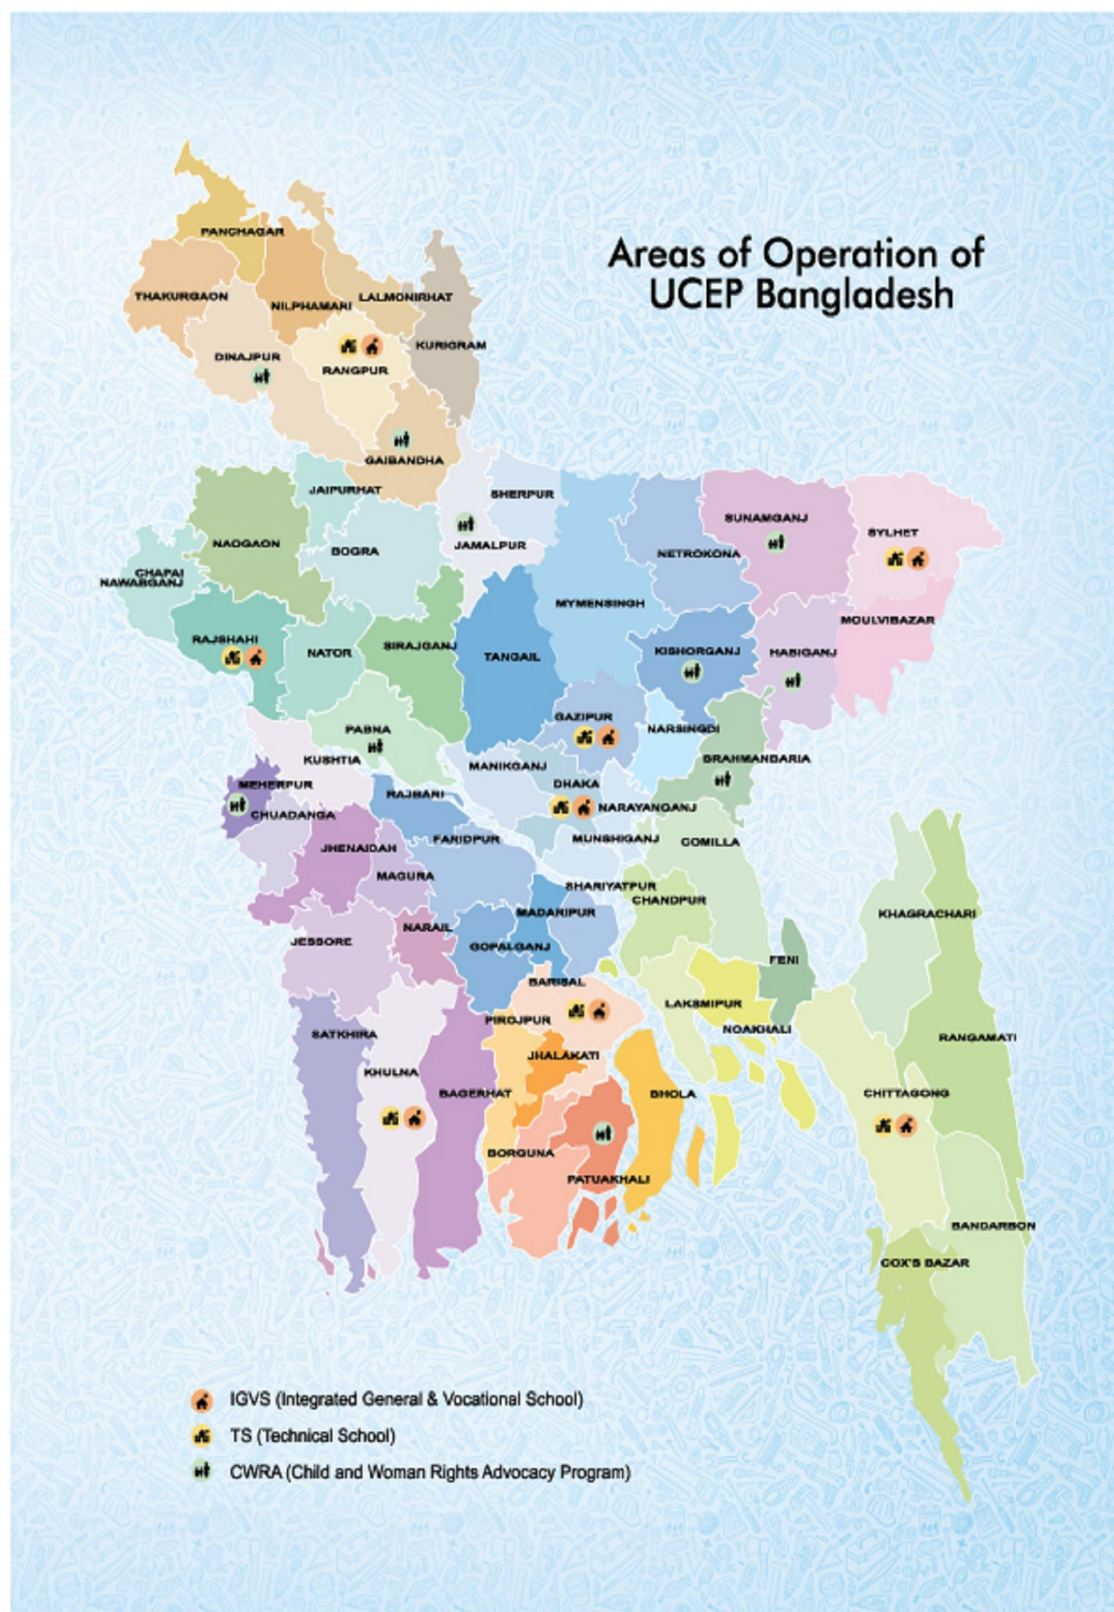 Areas of Operation of
UCEP Bangladesh
PANCHAGAR
THAKURGAON
NILPHAMARI
LALMONIRHAT
KURIGRAM
DINAJPUR
RANGPUR
GAIBANDHA
JAIPURHAT
SHERPUR
SUNAMGANJ
SYLHET
NAOGAON
BOGRA
JAMALPUR
NETROKONA
CHAPAI
NAWABGANJ
MYMENSINGH
MOULVIBAZAR
RAJSHAHI
NATOR
SIRAJGANJ
TANGAIL
KISHORGANJ
HABIGANJ
GAZIPUR
NARSINGDI
PABNA
KUSHTIA
MANIKGANJ
BRAHMANBARIA
MEHERPUR
RAJBARI
DHAKA
NARAYANGANJ
CHUADANGA
FARIDPUR
MUNSHIGANJ
COMILLA
JHENAIDAH
MAGURA
SHARIYATPUR
CHANDPUR
MADARIPUR
KHAGRACHARI
NARAIL
JESSORE
GOPALGANJ
FENI
BARISAL
LAKSMIPUR
PIROJPUR
NOAKHALI
SATKHIRA
RANGAMATI
JHALAKATI
KHULNA
BAGERHAT
BHOLA
CHITTAGONG
BORGUNA
PATUAKHALI
BANDARBON
COX'S BAZAR
IGVS (Integrated General & Vocational School)
TS (Technical School)
CWRA (Child and Woman Rights Advocacy Program)